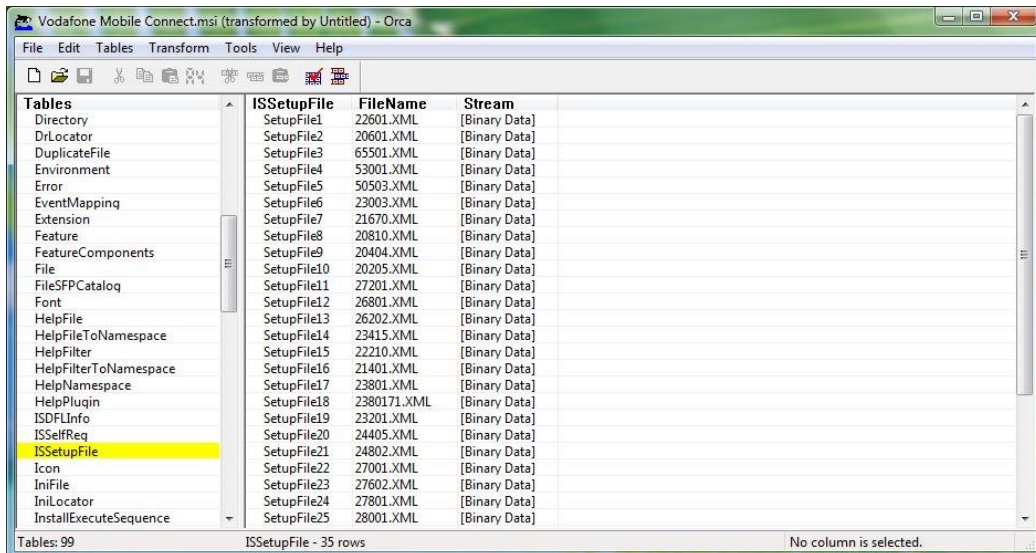 Vodafone Mobile Connect.msi (transformed by Untitled) - Orca
File Edit Tables Transform Tools View Help
Tables
Directory
DrLocator
DuplicateFile
Environment
Error
EventMapping
Extension
Feature
FeatureComponents
File
FileSFPCatalog
Font
HelpFile
HelpFileToNamespace
HelpFilter
HelpFilterToNamespace
HelpNamespace
HelpPlugin
ISDFLInfo
ISSelfReg
ISSetupFile
Icon
IniFile
IniLocator
InstallExecuteSequence
ISSetupFile FileName Stream
SetupFile1 22601.XML [Binary Data]
SetupFile2 20601.XML [Binary Data]
SetupFile3 65501.XML [Binary Data]
SetupFile4 53001.XML [Binary Data]
SetupFile5 50503.XML [Binary Data]
SetupFile6 23003.XML [Binary Data]
SetupFile7 21670.XML [Binary Data]
SetupFile8 20810.XML [Binary Data]
SetupFile9 20404.XML [Binary Data]
SetupFile10 20205.XML [Binary Data]
SetupFile11 27201.XML [Binary Data]
SetupFile12 26801.XML [Binary Data]
SetupFile13 26202.XML [Binary Data]
SetupFile14 23415.XML [Binary Data]
SetupFile15 22210.XML [Binary Data]
SetupFile16 21401.XML [Binary Data]
SetupFile17 23801.XML [Binary Data]
SetupFile18 2380171.XML [Binary Data]
SetupFile19 23201.XML [Binary Data]
SetupFile20 24405.XML [Binary Data]
SetupFile21 24802.XML [Binary Data]
SetupFile22 27001.XML [Binary Data]
SetupFile23 27602.XML [Binary Data]
SetupFile24 27801.XML [Binary Data]
SetupFile25 28001.XML [Binary Data]
Tables: 99 ISSetupFile - 35 rows No column is selected.